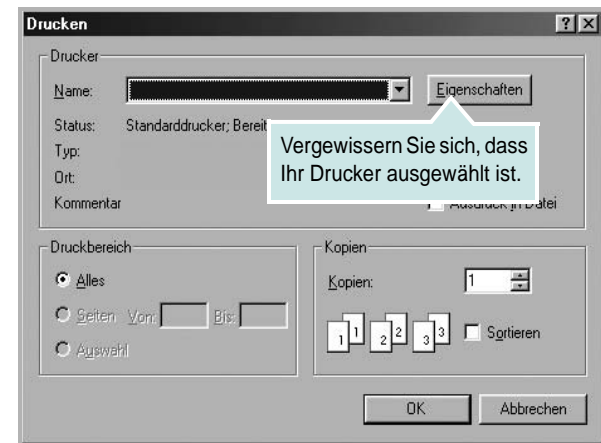 Drucken
Drucker
Name:
Eigenschaften
Status: Standarddrucker; Bereit
Typ:
Vergewissern Sie sich, dass
Ihr Drucker ausgewählt ist.
Ort:
Kommentar Ausdruck in Datei
Druckbereich
Alles
Seiten Von: Bis:
Auswahl
Kopien
Kopien: 1
1 1 2 2 3 3 Sortieren
OK Abbrechen